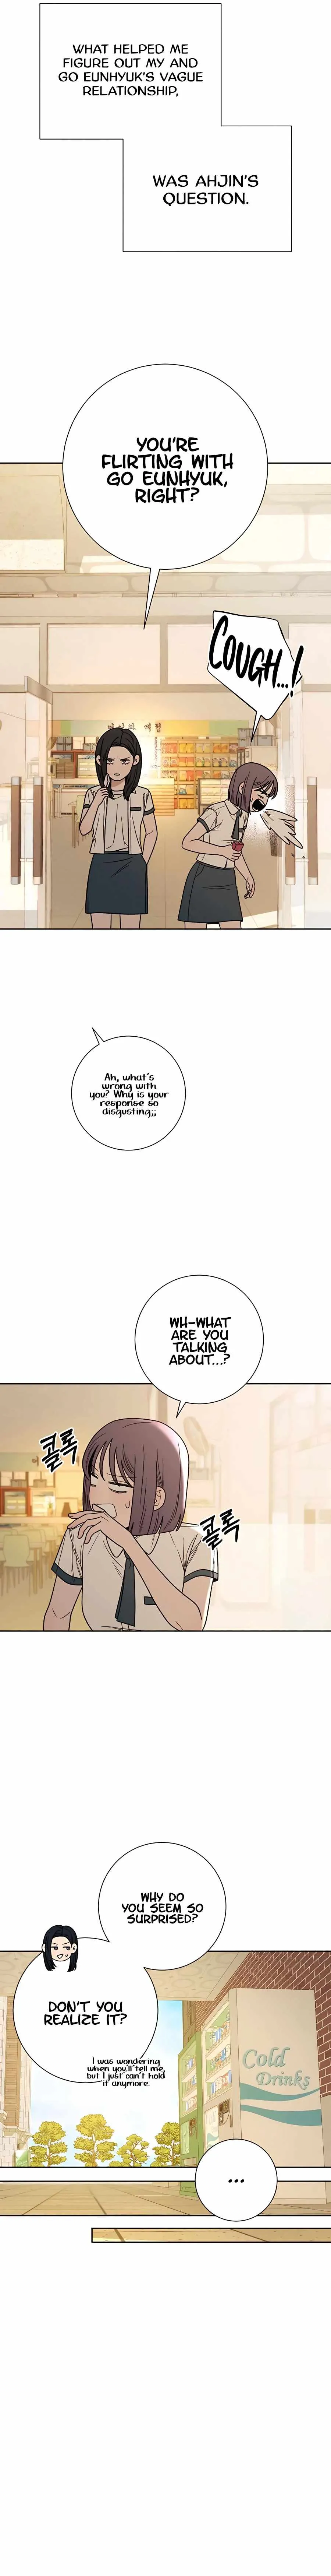 WHAT HELPED ME
FIGURE OUT MY AND
GO EUNHYUK'S VAGUE
RELATIONSHIP,
WAS AHJIN'S
QUESTION.
YOU'RE
FLIRTING WITH
GO EUNHYUK,
RIGHT?
COUGH...!
Ah, what's
wrong with
you? Why is your
response so
disgusting,,
WH-WHAT
ARE YOU
TALKING
ABOUT...?
콜록
콜록
WHY DO
YOU SEEM SO
SURPRISED?
DON'T YOU
REALIZE IT?
I was wondering
when you'll tell me,
but I just can't hold
it anymore.
Cold
Drinks
...